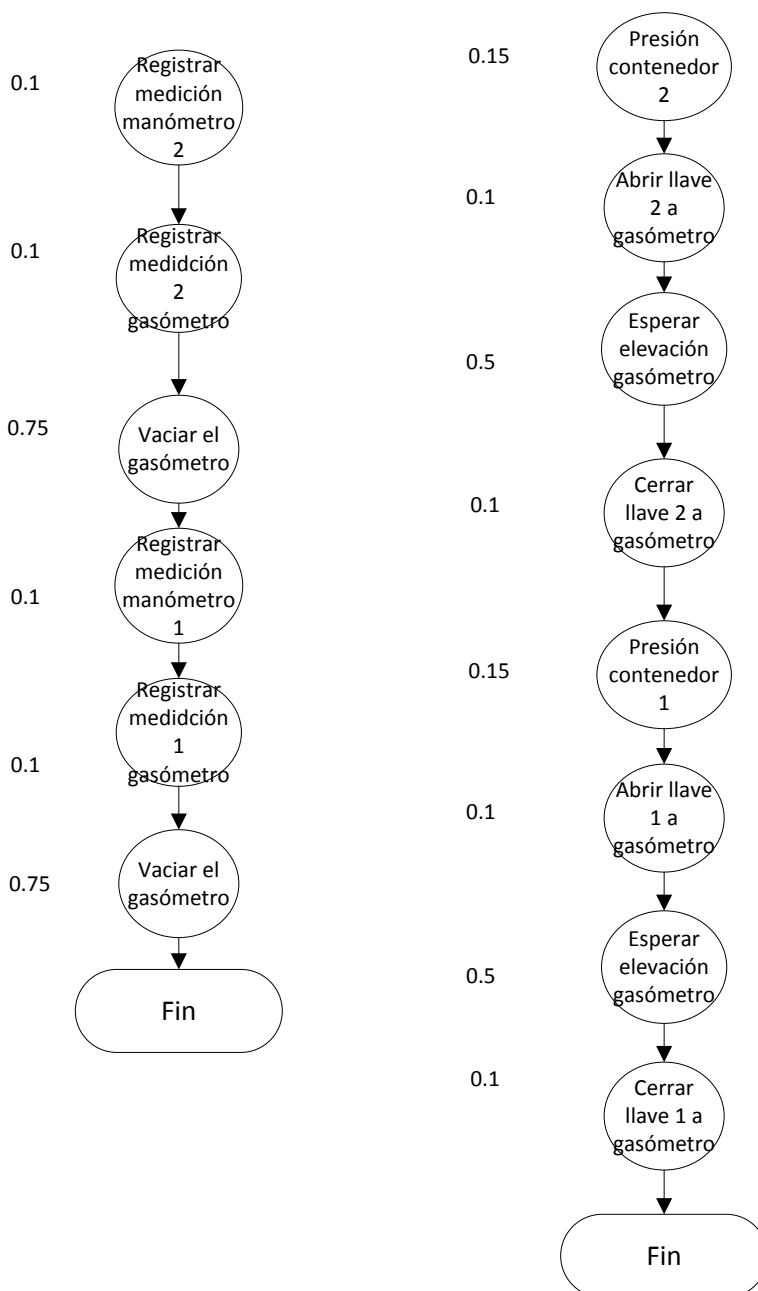 0.1
Registrar
medición
manómetro
2
0.1
Registrar
medidción
2
gasómetro
0.75
Vaciar el
gasómetro
0.1
Registrar
medición
manómetro
1
0.1
Registrar
medidción
1
gasómetro
0.75
Vaciar el
gasómetro
Fin
0.15
Presión
contenedor
2
0.1
Abrir llave
2 a
gasómetro
0.5
Esperar
elevación
gasómetro
0.1
Cerrar
llave 2 a
gasómetro
0.15
Presión
contenedor
1
0.1
Abrir llave
1 a
gasómetro
0.5
Esperar
elevación
gasómetro
0.1
Cerrar
llave 1 a
gasómetro
Fin